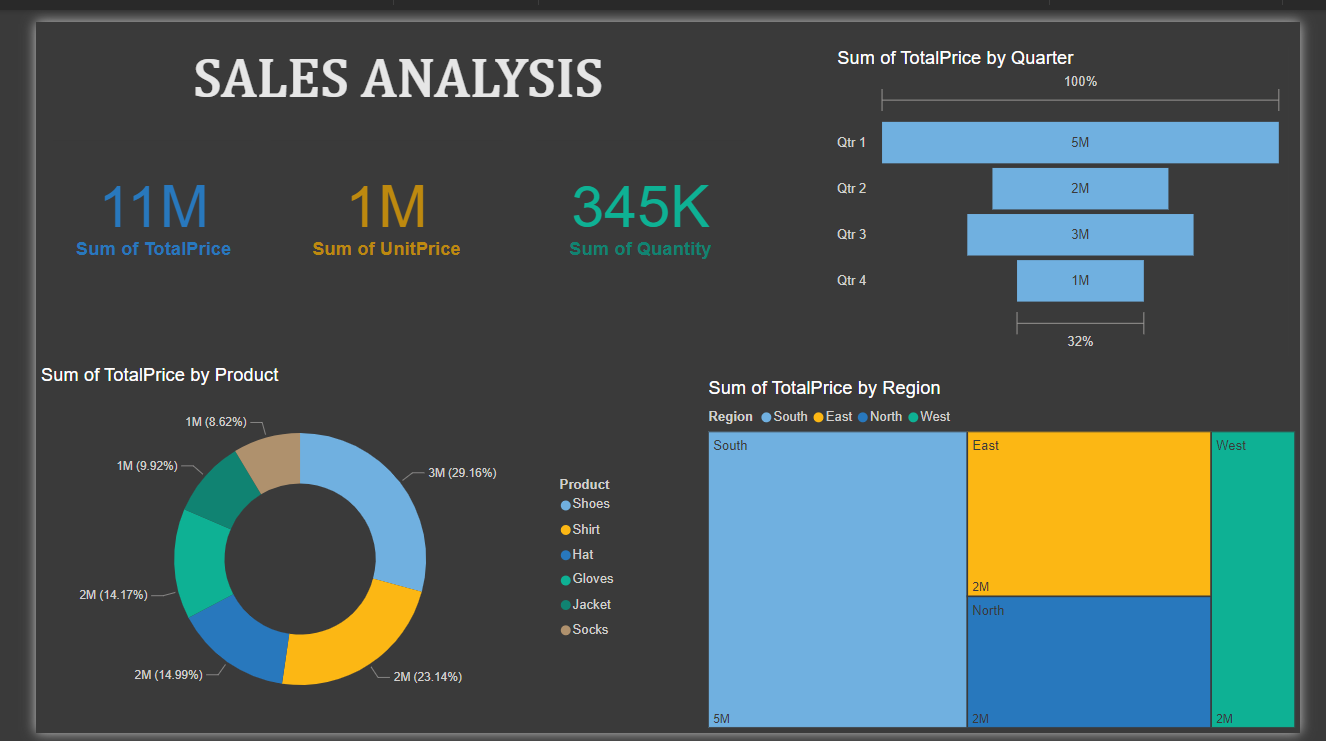 SALES ANALYSIS
11M
Sum of TotalPrice
1M
Sum of UnitPrice
345K
Sum of Quantity
Sum of TotalPrice by Quarter
100%
Qtr 1 5M
Qtr 2 2M
Qtr 3 3M
Qtr 4 1M
32%
Sum of TotalPrice by Product
1M (8.62%)
1M (9.92%)
3M (29.16%)
2M (14.17%)
2M (14.99%)
2M (23.14%)
Product
Shoes
Shirt
Hat
Gloves
Jacket
Socks
Sum of TotalPrice by Region
Region South East North West
South
5M
East
2M
North
2M
West
2M